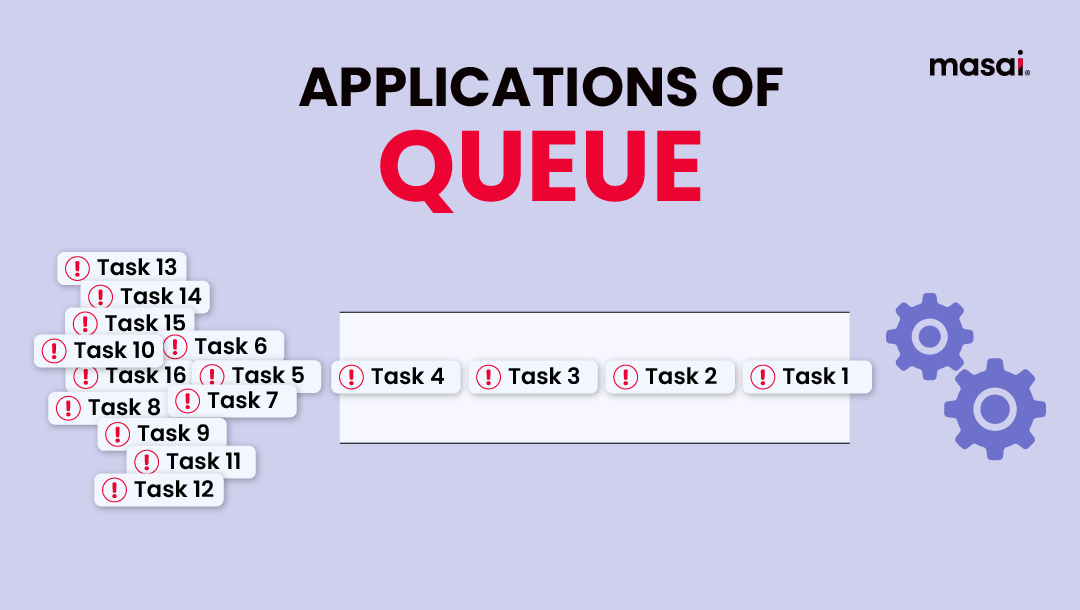 masai®
APPLICATIONS OF
QUEUE
Task 13
Task 14
Task 15
Task 10
Task 6
Task 16
Task 5
Task 8
Task 7
Task 9
Task 11
Task 12
Task 4
Task 3
Task 2
Task 1